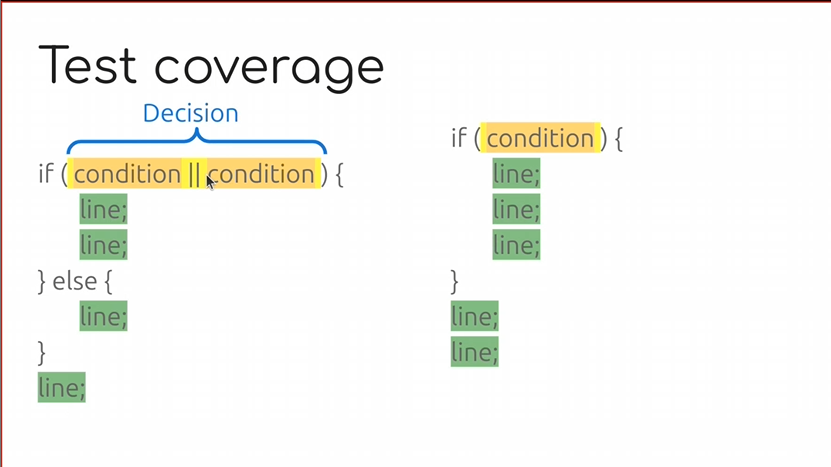 Test coverage
Decision
if ( condition || condition ) {
line;
line;
} else {
line;
}
line;
if ( condition ) {
line;
line;
line;
}
line;
line;